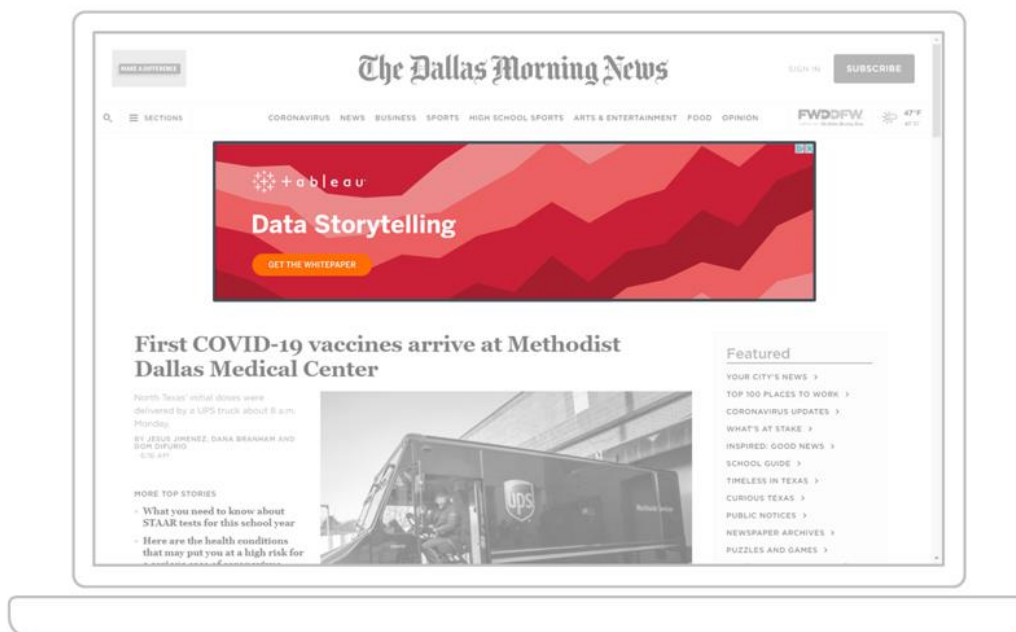 MAKE A DIFFERENCE
The Dallas Morning News
SIGN IN
SUBSCRIBE
SECTIONS
CORONAVIRUS NEWS BUSINESS SPORTS HIGH SCHOOL SPORTS ARTS & ENTERTAINMENT FOOD OPINION
FWDDFW
47°F
+ableau
Data Storytelling
GET THE WHITEPAPER
First COVID-19 vaccines arrive at Methodist
Dallas Medical Center
North Texas' initial doses were
delivered by a UPS truck about 8 a.m.
Monday.
BY JESUS JIMENEZ, DANA BRANHAM AND
DOM DIFURIO
MORE TOP STORIES
What you need to know about
STAAR tests for this school year
Here are the health conditions
that may put you at a high risk for
UPS
Featured
YOUR CITY'S NEWS >
TOP 100 PLACES TO WORK >
CORONAVIRUS UPDATES >
WHAT'S AT STAKE >
INSPIRED: GOOD NEWS >
SCHOOL GUIDE >
TIMELESS IN TEXAS >
CURIOUS TEXAS >
PUBLIC NOTICES >
NEWSPAPER ARCHIVES >
PUZZLES AND GAMES >